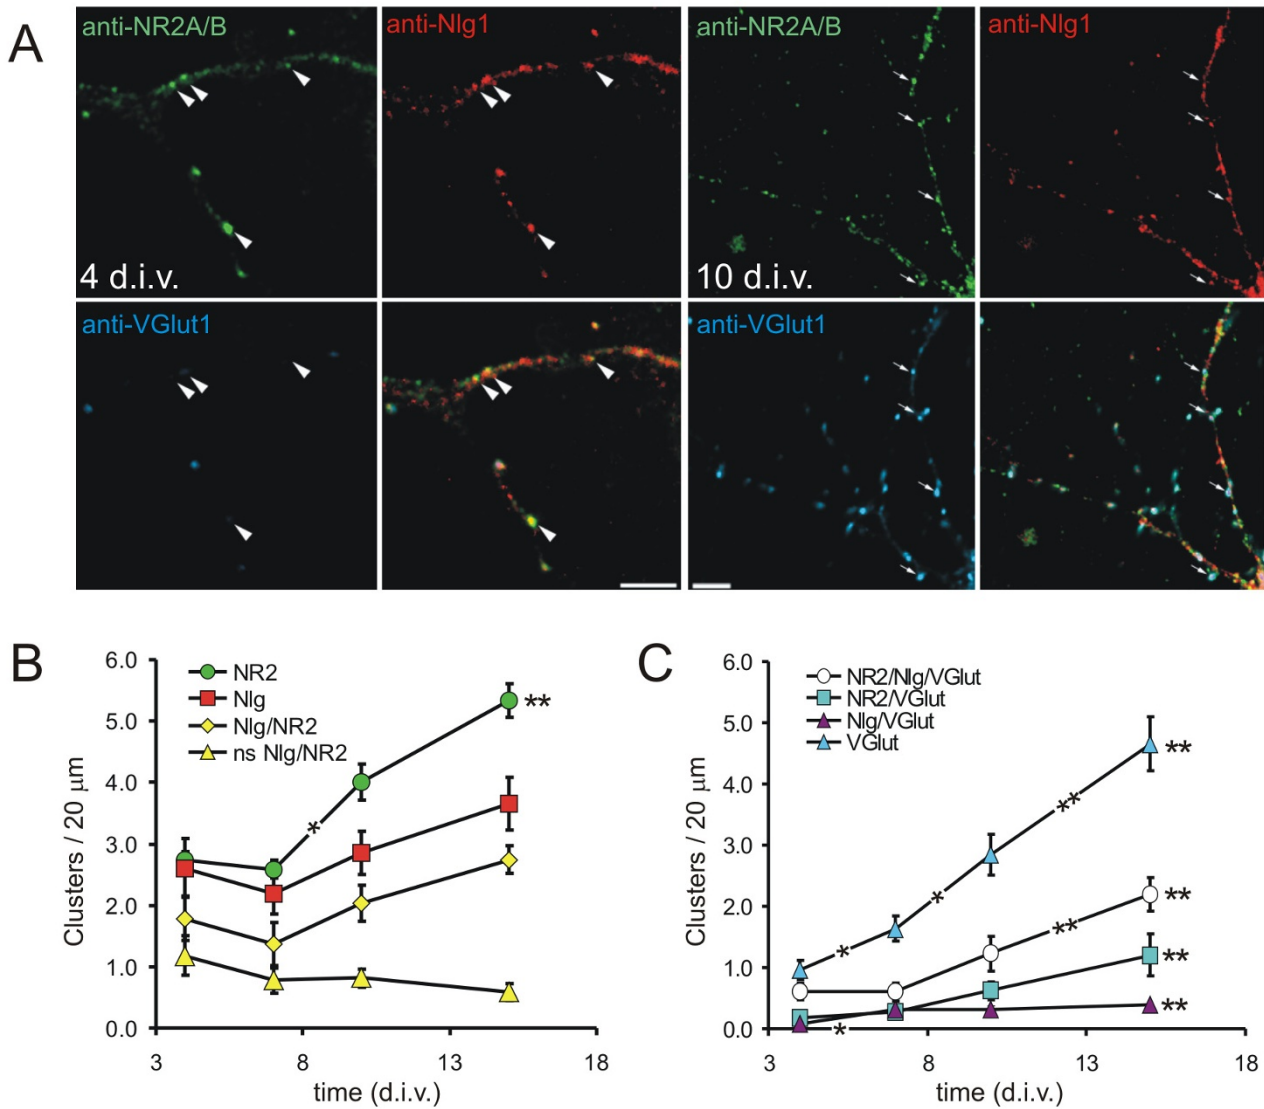 A
anti-NR2A/B
anti-Nlg1
anti-NR2A/B
anti-Nlg1
4 d.i.v.
10 d.i.v.
anti-VGlut1
anti-VGlut1
B
6.0
5.0
4.0
3.0
2.0
1.0
0.0
Clusters / 20 μm
NR2
Nlg
Nlg/NR2
ns Nlg/NR2
*
**
3
8
13
18
time (d.i.v.)
C
6.0
5.0
4.0
3.0
2.0
1.0
0.0
Clusters / 20 μm
NR2/Nlg/VGlut
NR2/VGlut
Nlg/VGlut
VGlut
*
*
**
**
**
**
**
**
*
3
8
13
18
time (d.i.v.)